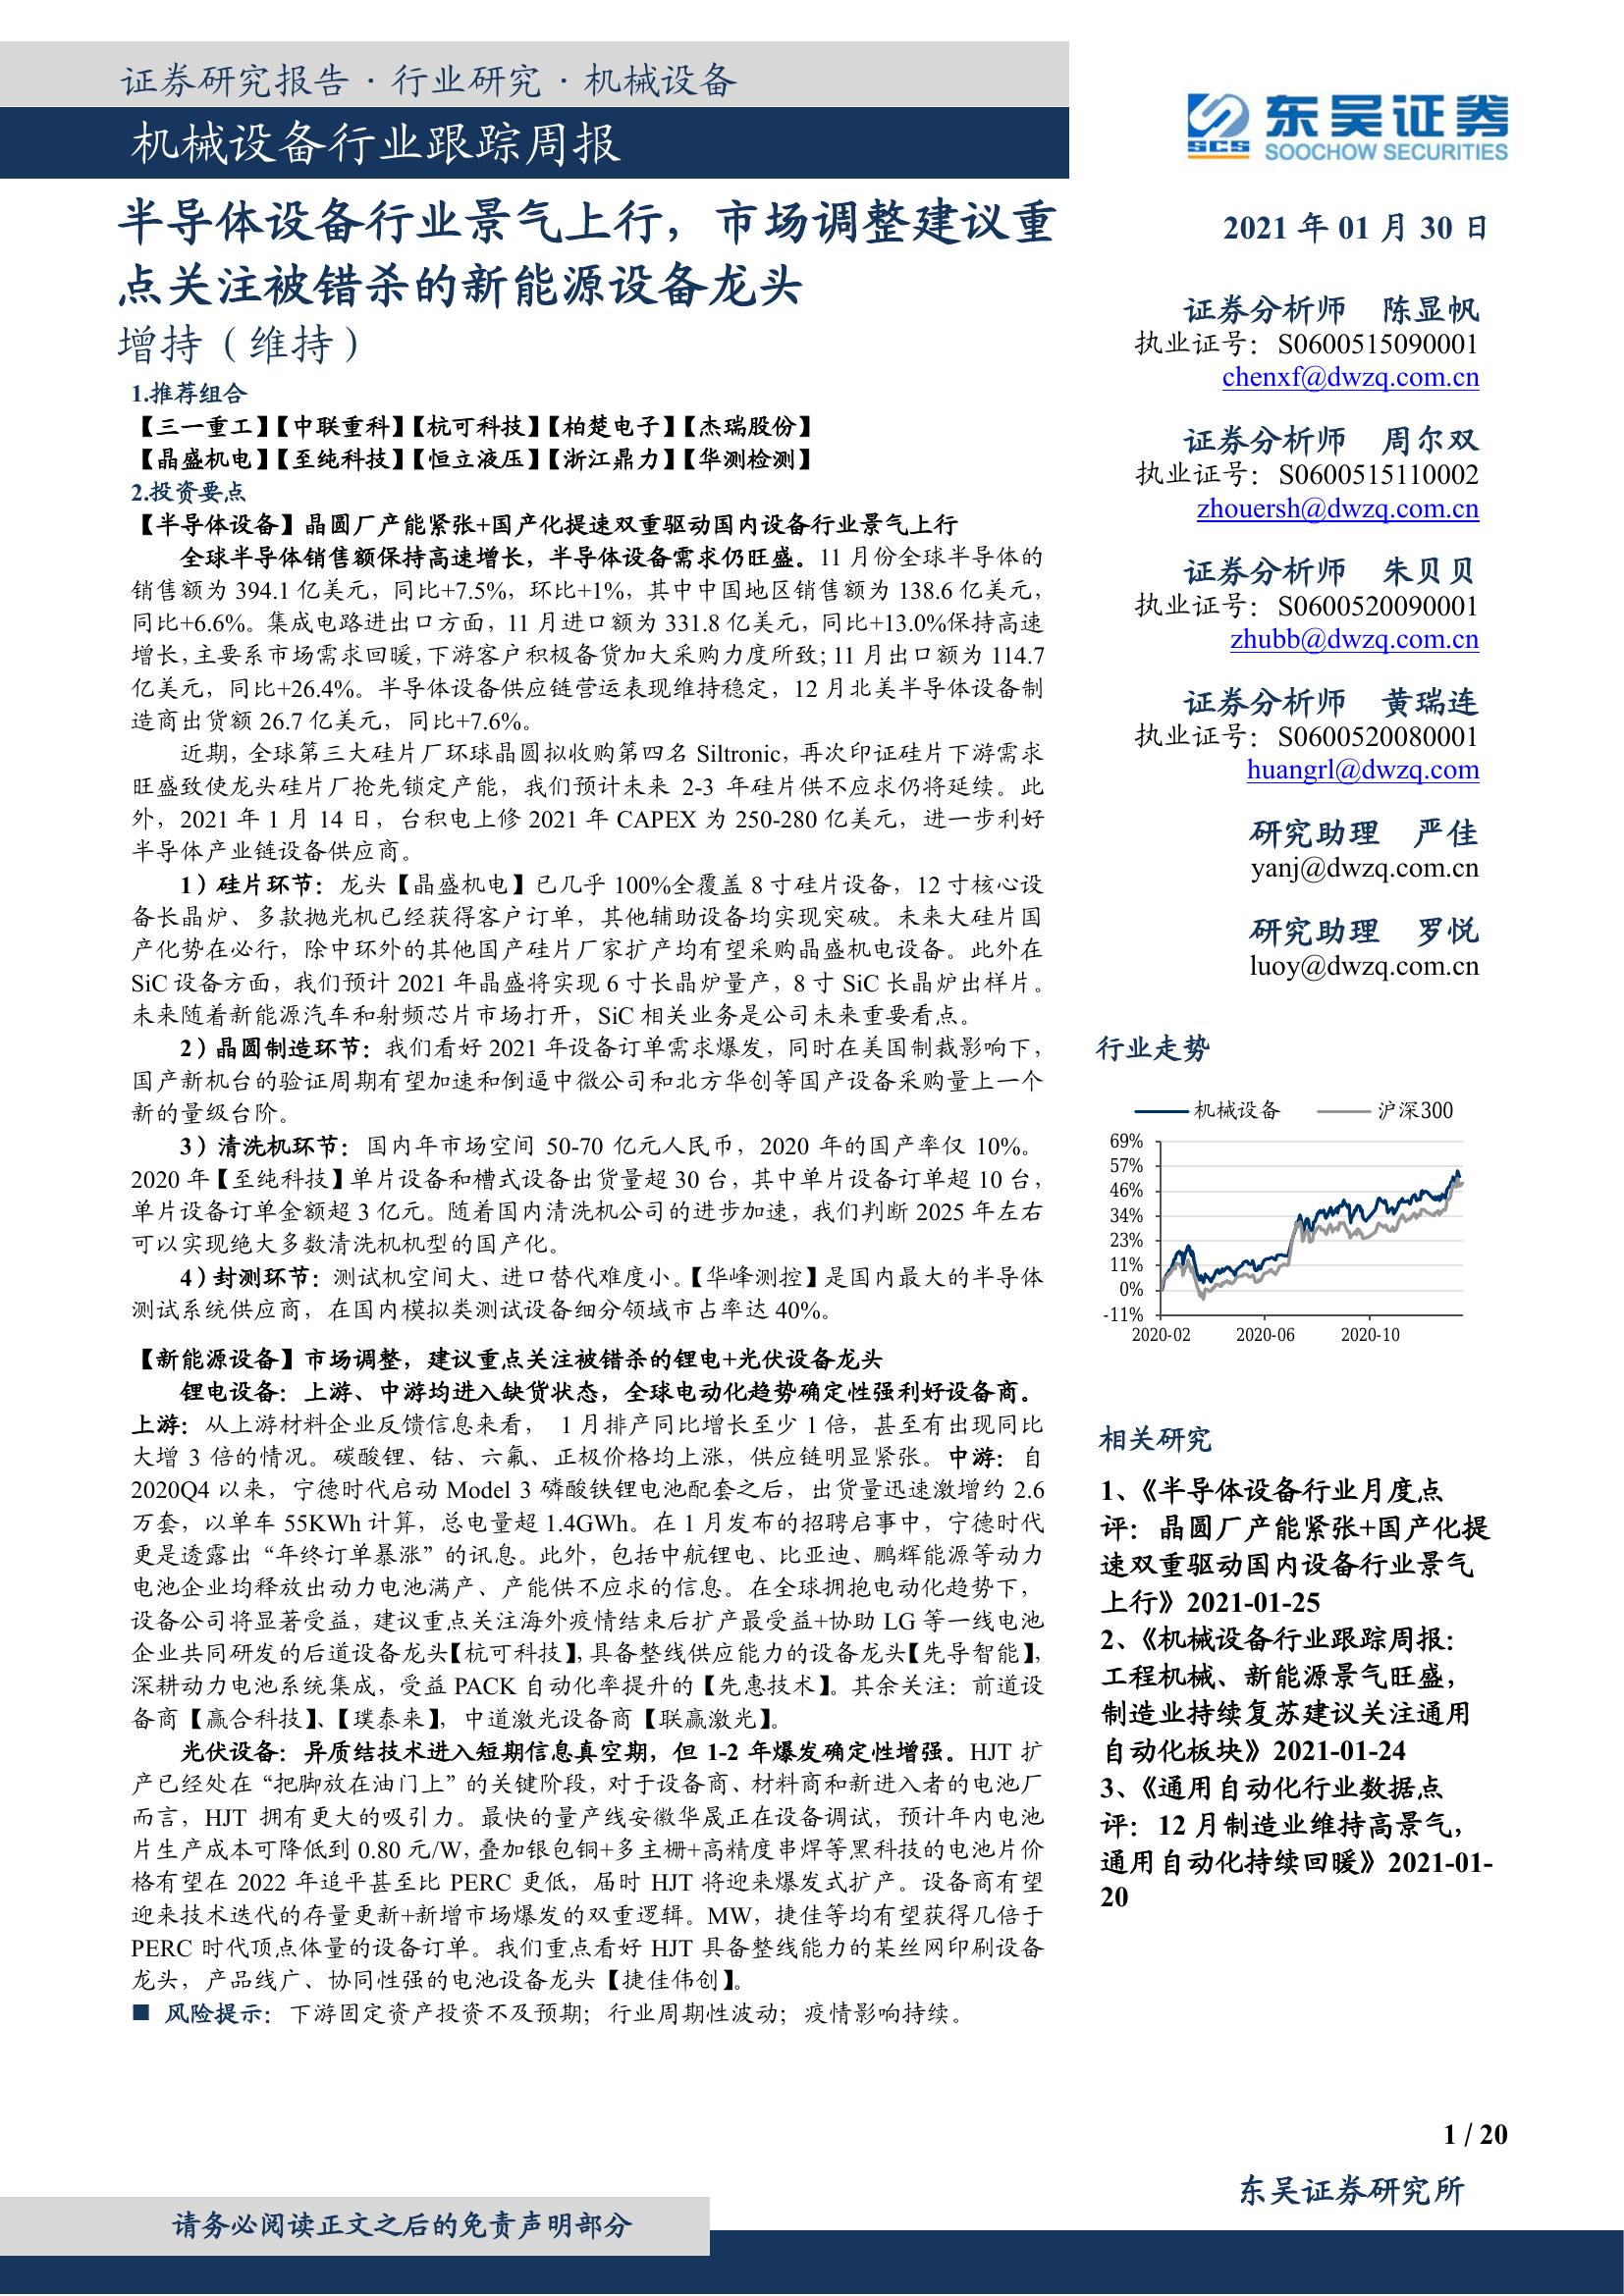 证券研究报告·行业研究·机械设备
机械设备行业跟踪周报
东吴证券
SCS
SOOCHOW SECURITIES
半导体设备行业景气上行，市场调整建议重
点关注被错杀的新能源设备龙头
增持（维持）
1.推荐组合
【三一重工】【中联重科】【杭可科技】【柏楚电子】【杰瑞股份】
【晶盛机电】【至纯科技】【恒立液压】【浙江鼎力】【华测检测】
2.投资要点
【半导体设备】晶圆厂产能紧张+国产化提速双重驱动国内设备行业景气上行
全球半导体销售额保持高速增长，半导体设备需求仍旺盛。11 月份全球半导体的
销售额为 394.1 亿美元，同比+7.5%，环比+1%，其中中国地区销售额为 138.6 亿美元，
同比+6.6%。集成电路进出口方面，11 月进口额为 331.8 亿美元，同比+13.0%保持高速
增长，主要系市场需求回暖，下游客户积极备货加大采购力度所致；11 月出口额为 114.7
亿美元，同比+26.4%。半导体设备供应链营运表现维持稳定，12 月北美半导体设备制
造商出货额 26.7 亿美元，同比+7.6%。
近期，全球第三大硅片厂环球晶圆拟收购第四名 Siltronic，再次印证硅片下游需求
旺盛致使龙头硅片厂抢先锁定产能，我们预计未来 2-3 年硅片供不应求仍将延续。此
外，2021 年 1 月 14 日，台积电上修 2021 年 CAPEX 为 250-280 亿美元，进一步利好
半导体产业链设备供应商。
1）硅片环节：龙头【晶盛机电】已几乎 100%全覆盖 8 寸硅片设备，12 寸核心设
备长晶炉、多款抛光机已经获得客户订单，其他辅助设备均实现突破。未来大硅片国
产化势在必行，除中环外的其他国产硅片厂家扩产均有望采购晶盛机电设备。此外在
SiC 设备方面，我们预计 2021 年晶盛将实现 6 寸长晶炉量产，8 寸 SiC 长晶炉出样片。
未来随着新能源汽车和射频芯片市场打开，SiC 相关业务是公司未来重要看点。
2）晶圆制造环节：我们看好 2021 年设备订单需求爆发，同时在美国制裁影响下，
国产新机台的验证周期有望加速和倒逼中微公司和北方华创等国产设备采购量上一个
新的量级台阶。
3）清洗机环节：国内年市场空间 50-70 亿元人民币，2020 年的国产率仅 10%。
2020 年【至纯科技】单片设备和槽式设备出货量超 30 台，其中单片设备订单超 10 台，
单片设备订单金额超 3 亿元。随着国内清洗机公司的进步加速，我们判断 2025 年左右
可以实现绝大多数清洗机机型的国产化。
4）封测环节：测试机空间大、进口替代难度小。【华峰测控】是国内最大的半导体
测试系统供应商，在国内模拟类测试设备细分领域市占率达 40%。
【新能源设备】市场调整，建议重点关注被错杀的锂电+光伏设备龙头
锂电设备：上游、中游均进入缺货状态，全球电动化趋势确定性强利好设备商。
上游：从上游材料企业反馈信息来看， 1 月排产同比增长至少 1 倍，甚至有出现同比
大增 3 倍的情况。碳酸锂、钴、六氟、正极价格均上涨，供应链明显紧张。中游：自
2020Q4 以来，宁德时代启动 Model 3 磷酸铁锂电池配套之后，出货量迅速激增约 2.6
万套，以单车 55KWh 计算，总电量超 1.4GWh。在 1 月发布的招聘启事中，宁德时代
更是透露出“年终订单暴涨”的讯息。此外，包括中航锂电、比亚迪、鹏辉能源等动力
电池企业均释放出动力电池满产、产能供不应求的信息。在全球拥抱电动化趋势下，
设备公司将显著受益，建议重点关注海外疫情结束后扩产最受益+协助 LG 等一线电池
企业共同研发的后道设备龙头【杭可科技】，具备整线供应能力的设备龙头【先导智能】，
深耕动力电池系统集成，受益 PACK 自动化率提升的【先惠技术】。其余关注：前道设
备商【赢合科技】、【璞泰来】，中道激光设备商【联赢激光】。
光伏设备：异质结技术进入短期信息真空期，但 1-2 年爆发确定性增强。HJT 扩
产已经处在“把脚放在油门上”的关键阶段，对于设备商、材料商和新进入者的电池厂
而言，HJT 拥有更大的吸引力。最快的量产线安徽华晟正在设备调试，预计年内电池
片生产成本可降低到 0.80 元/W，叠加银包铜+多主栅+高精度串焊等黑科技的电池片价
格有望在 2022 年追平甚至比 PERC 更低，届时 HJT 将迎来爆发式扩产。设备商有望
迎来技术迭代的存量更新+新增市场爆发的双重逻辑。MW，捷佳等均有望获得几倍于
PERC 时代顶点体量的设备订单。我们重点看好 HJT 具备整线能力的某丝网印刷设备
龙头，产品线广、协同性强的电池设备龙头【捷佳伟创】。
■ 风险提示：下游固定资产投资不及预期；行业周期性波动；疫情影响持续。
2021 年 01 月 30 日
证券分析师 陈显帆
执业证号：S0600515090001
chenxf@dwzq.com.cn
证券分析师 周尔双
执业证号：S0600515110002
zhouersh@dwzq.com.cn
证券分析师 朱贝贝
执业证号：S0600520090001
zhubb@dwzq.com.cn
证券分析师 黄瑞连
执业证号：S0600520080001
huangrl@dwzq.com
研究助理 严佳
yanj@dwzq.com.cn
研究助理 罗悦
luoy@dwzq.com.cn
行业走势
机械设备 沪深300
69%
57%
46%
34%
23%
11%
0%
-11%
2020-02 2020-06 2020-10
相关研究
1、《半导体设备行业月度点
评：晶圆厂产能紧张+国产化提
速双重驱动国内设备行业景气
上行》2021-01-25
2、《机械设备行业跟踪周报：
工程机械、新能源景气旺盛，
制造业持续复苏建议关注通用
自动化板块》2021-01-24
3、《通用自动化行业数据点
评：12 月制造业维持高景气，
通用自动化持续回暖》2021-01-
20
1 / 20
东吴证券研究所
请务必阅读正文之后的免责声明部分